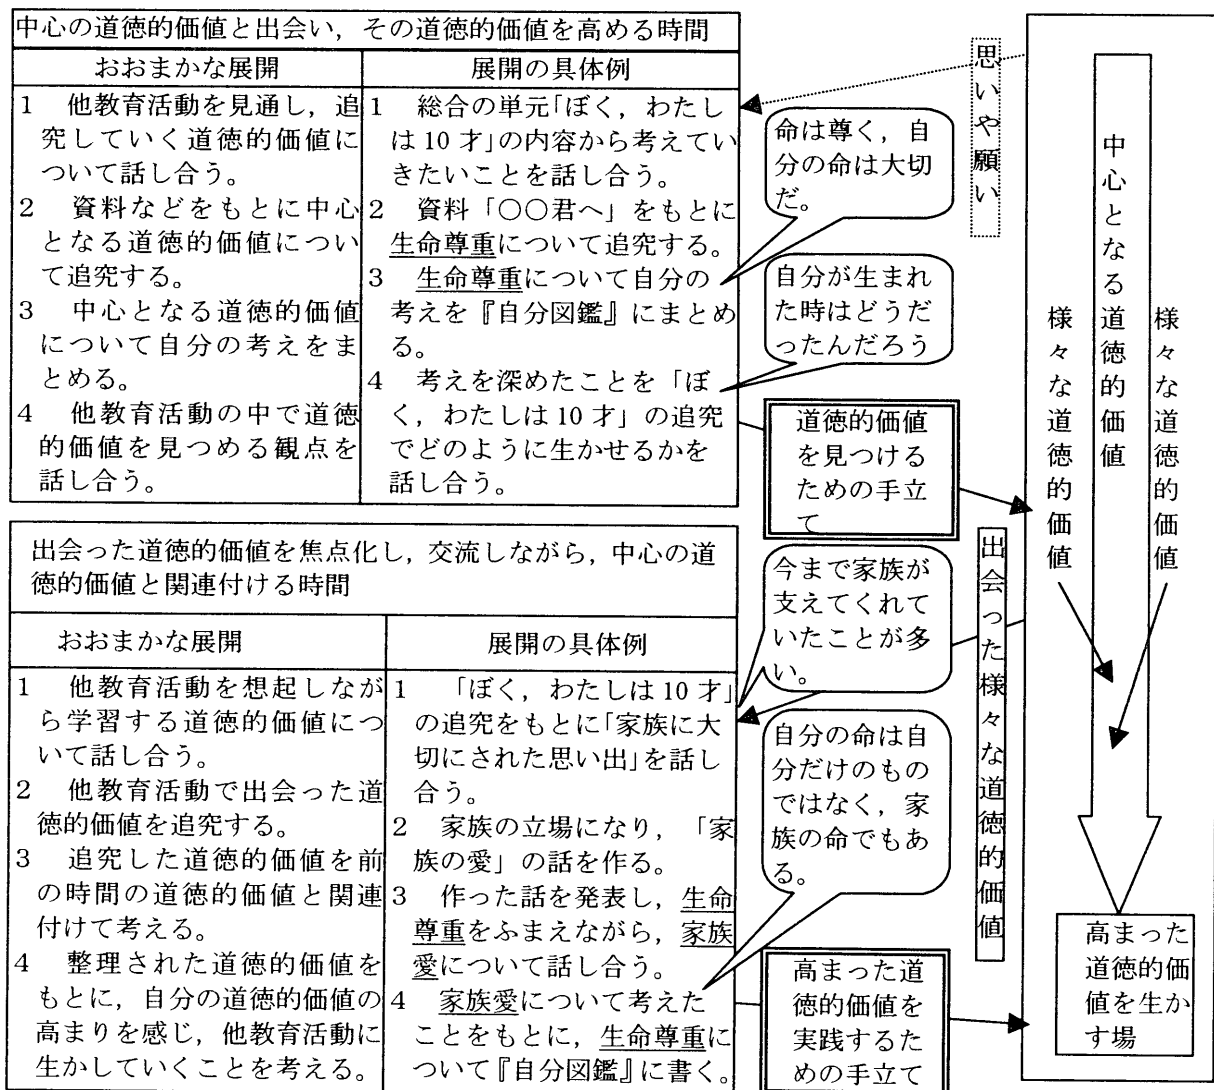 中心の道徳的価値と出会い，その道徳的価値を高める時間
おおまかな展開
1　他教育活動を見通し，追
究していく道徳的価値に
ついて話し合う。
2　資料などをもとに中心
となる道徳的価値につい
て追究する。
3　中心となる道徳的価値
について自分の考えをま
とめる。
4　他教育活動の中で道徳
的価値を見つめる観点を
話し合う。
展開の具体例
1　総合の単元「ぼく，わたし
は10才」の内容から考えてい
きたいことを話し合う。
2　資料「〇〇君へ」をもとに
生命尊重について追究する。
3　生命尊重について自分の
考えを『自分図鑑』にまとめ
る。
4　考えを深めたことを「ぼ
く，わたしは10才」の追究
でどのように生かせるかを
話し合う。
命は尊く，自
分の命は大切
だ。
自分が生まれ
た時はどうだ
ったんだろう
道徳的価値
を見つける
ための手立
て
思いや願い
出会った道徳的価値を焦点化し，交流しながら，中心の道
徳的価値と関連付ける時間
おおまかな展開
1　他教育活動を想起しなが
ら学習する道徳的価値につ
いて話し合う。
2　他教育活動で出会った道
徳的価値を追究する。
3　追究した道徳的価値を前
の時間の道徳的価値と関連
付けて考える。
4　整理された道徳的価値を
もとに，自分の道徳的価値の
高まりを感じ，他教育活動に
生かしていくことを考える。
展開の具体例
1　「ぼく，わたしは10才」
の追究をもとに「家族に大
切にされた思い出」を話し
合う。
2　家族の立場になり，「家
族の愛」の話を作る。
3　作った話を発表し，生命
尊重をふまえながら，家族
愛について話し合う。
4　家族愛について考えた
ことをもとに，生命尊重に
ついて『自分図鑑』に書く。
今まで家族が
支えてくれて
いたことが多
い。
自分の命は自
分だけのもの
ではなく，家
族の命でもあ
る。
高まった道
徳的価値を
実践するた
めの手立て
出会った様々な道徳的価値
様々な道徳的価値
中心となる道徳的価値
様々な道徳的価値
高まった
道徳的価
値を生か
す場